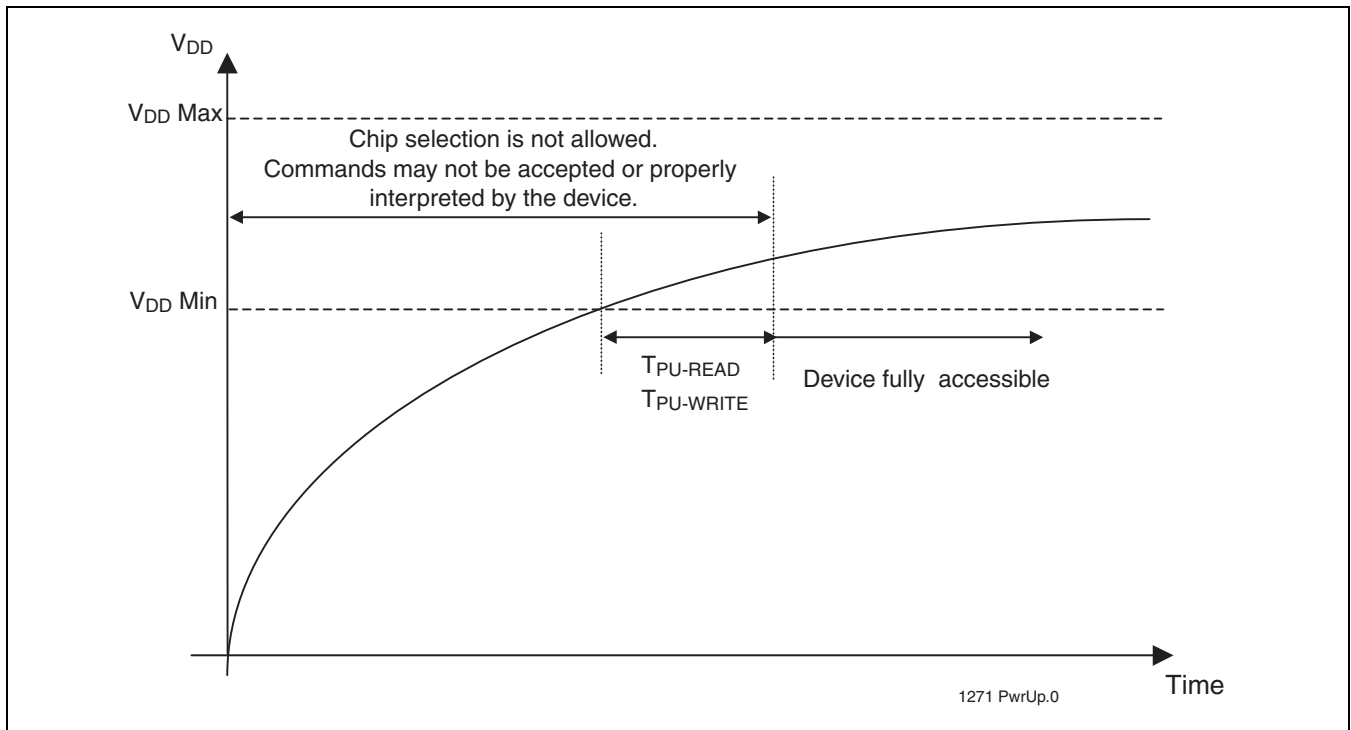 VDD
VDD Max
Chip selection is not allowed.
Commands may not be accepted or properly
interpreted by the device.
VDD Min
TPU-READ
TPU-WRITE
Device fully accessible
Time
1271 PwrUp.0